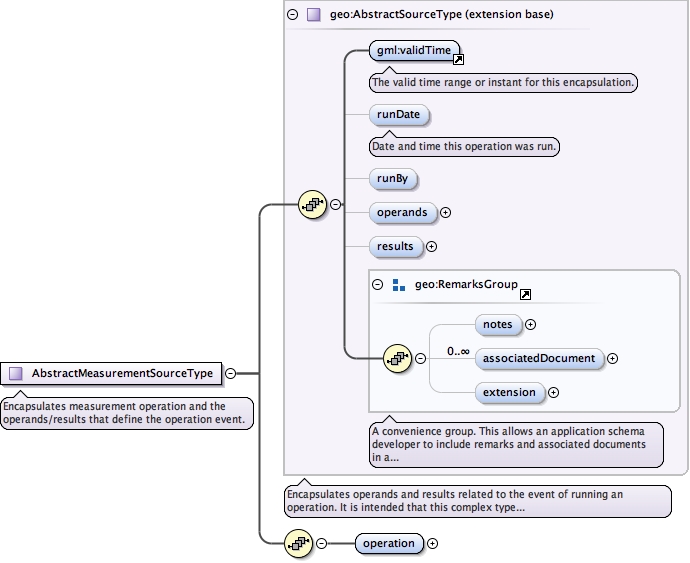 geo:AbstractSourceType (extension base)
gml:validTime
The valid time range or instant for this encapsulation.
runDate
Date and time this operation was run.
runBy
operands
results
geo:RemarksGroup
notes
0..∞
associatedDocument
extension
A convenience group. This allows an application schema
developer to include remarks and associated documents
in a...
AbstractMeasurementSourceType
Encapsulates measurement operation and the
operands/results that define the operation event.
Encapsulates operands and results related to the event of running an
operation. It is intended that this complex type...
operation